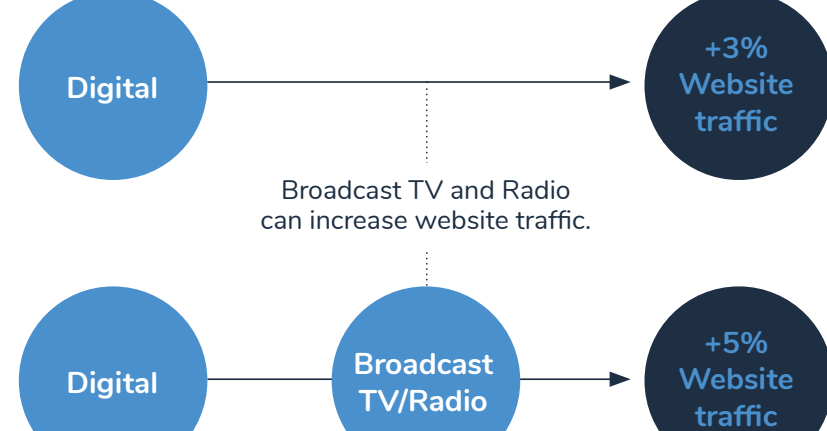 Digital
+3%
Website
traffic
Broadcast TV and Radio
can increase website traffic.
Digital
Broadcast
TV/Radio
+5%
Website
traffic